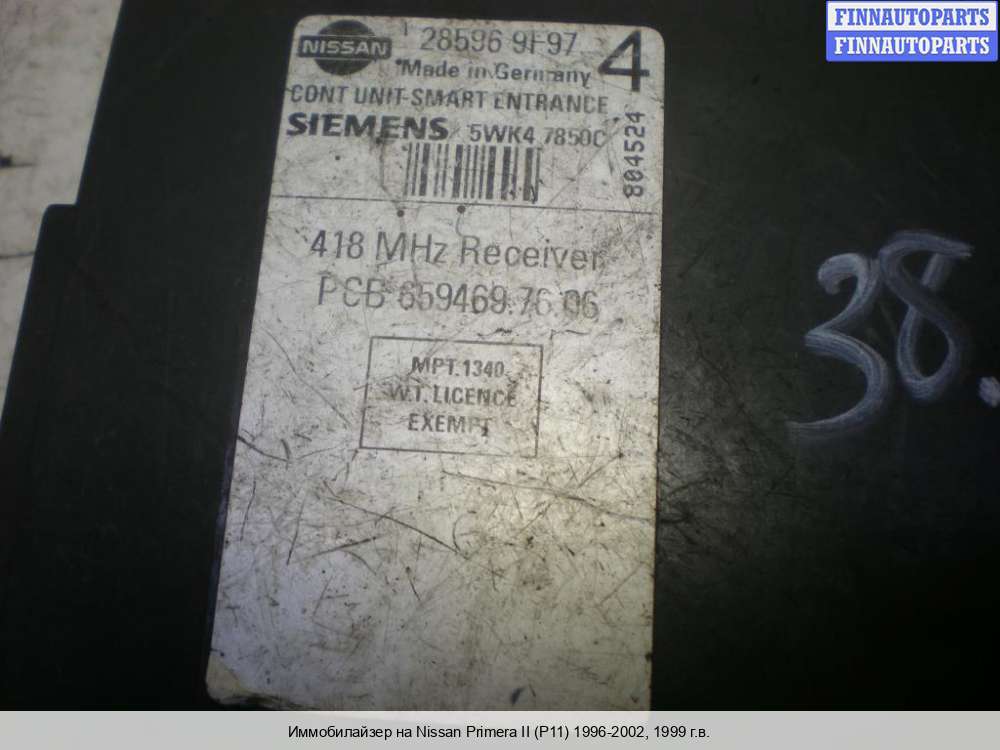 FINNAUTOPARTS
FINNAUTOPARTS
NISSAN
28596 9F97
4
Made in Germany
CONT UNIT-SMART ENTRANCE
SIEMENS 5WK4 7850C
804524
418 MHz Receiver
PCB 659469.76.06
MPT.1340
W.T. LICENCE
EXEMPT
38.
Иммобилайзер на Nissan Primera II (P11) 1996-2002, 1999 г.в.